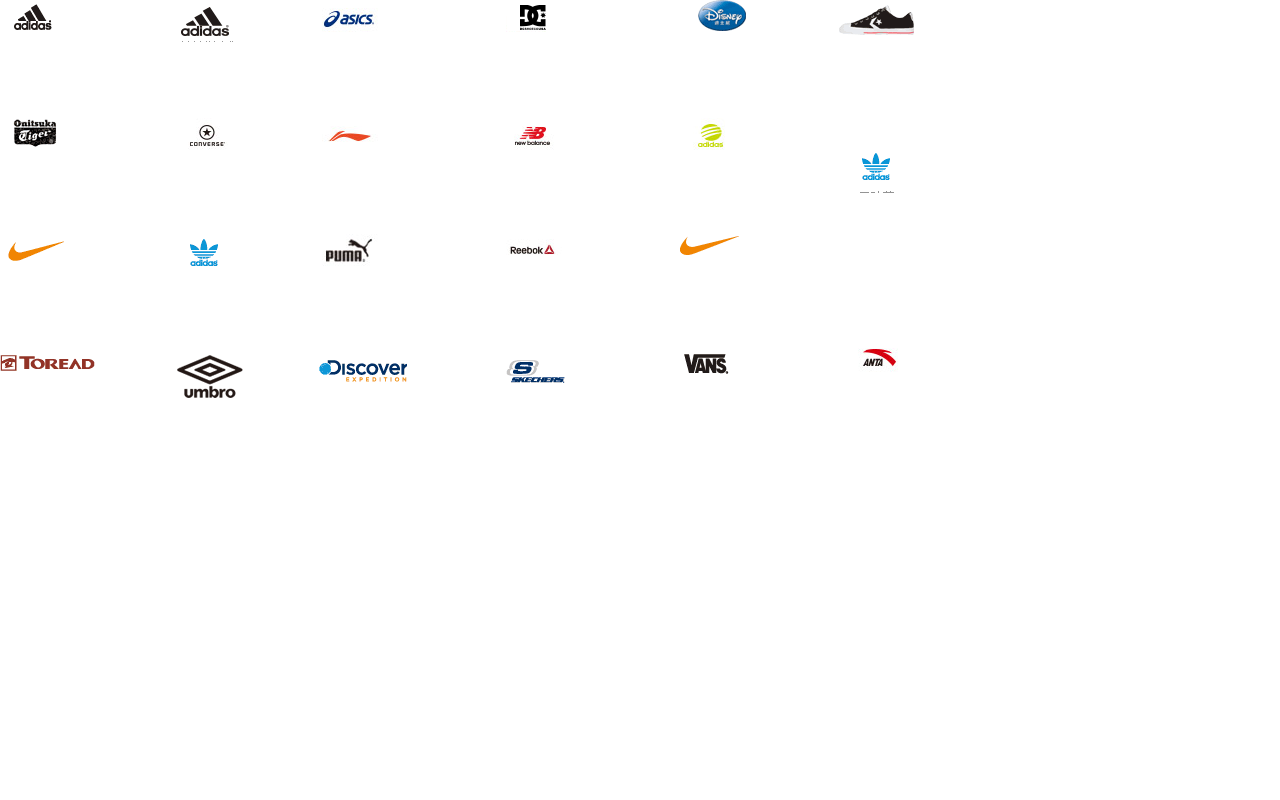 adidas
adidas
asics
DC
Disney
Onitsuka
Tiger
CONVERSE
new balance
adidas
adidas
adidas
PUMA
Reebok
TOREAD
umbro
DISCOVER
EXPEDITION
S
SKECHERS
VANS
ANTA